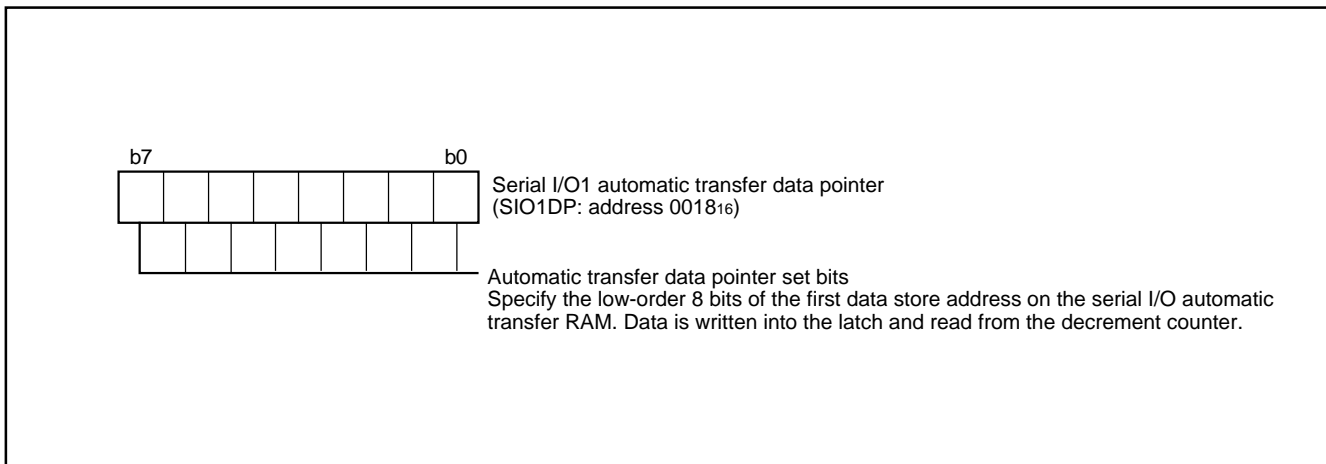 b7 b0
Serial I/O1 automatic transfer data pointer
(SIO1DP: address 0018₁₆)
Automatic transfer data pointer set bits
Specify the low-order 8 bits of the first data store address on the serial I/O automatic
transfer RAM. Data is written into the latch and read from the decrement counter.